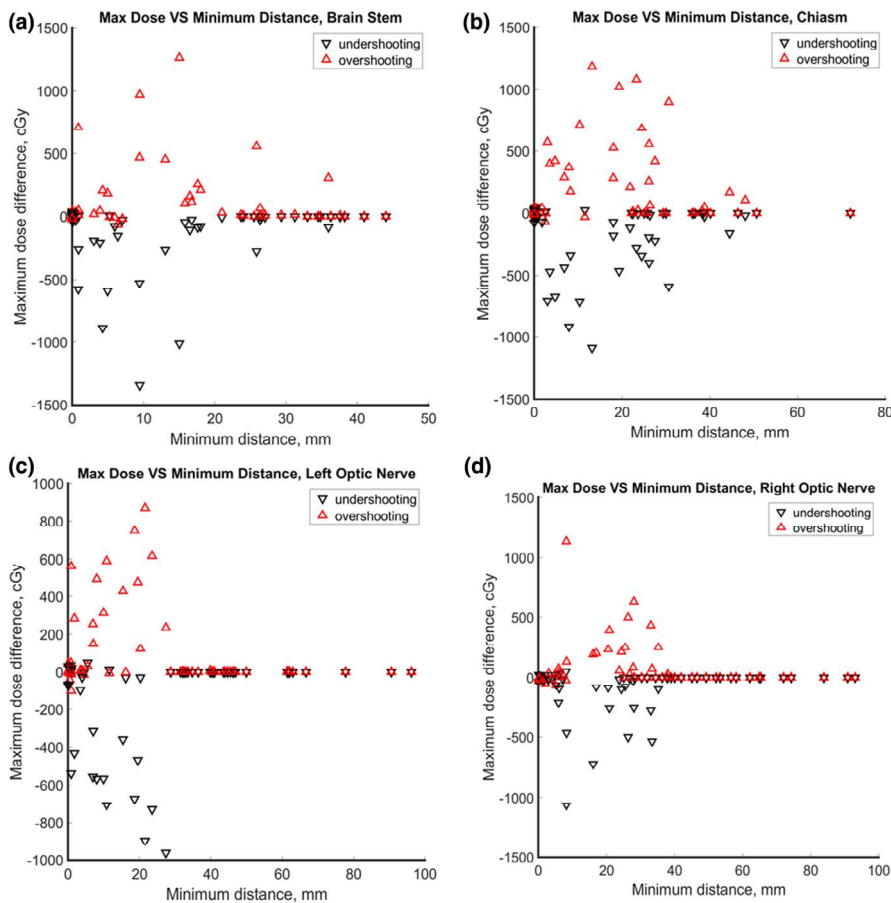 (a)
Max Dose VS Minimum Distance, Brain Stem
undershooting
overshooting
Maximum dose difference, cGy
1500
1000
500
0
-500
-1000
-1500
0
10
20
30
40
50
Minimum distance, mm
(b)
Max Dose VS Minimum Distance, Chiasm
undershooting
overshooting
Maximum dose difference, cGy
1500
1000
500
0
-500
-1000
-1500
0
20
40
60
80
Minimum distance, mm
(c)
Max Dose VS Minimum Distance, Left Optic Nerve
undershooting
overshooting
Maximum dose difference, cGy
1000
800
600
400
200
0
-200
-400
-600
-800
-1000
0
20
40
60
80
100
Minimum distance, mm
(d)
Max Dose VS Minimum Distance, Right Optic Nerve
undershooting
overshooting
Maximum dose difference, cGy
1500
1000
500
0
-500
-1000
-1500
0
20
40
60
80
100
Minimum distance, mm